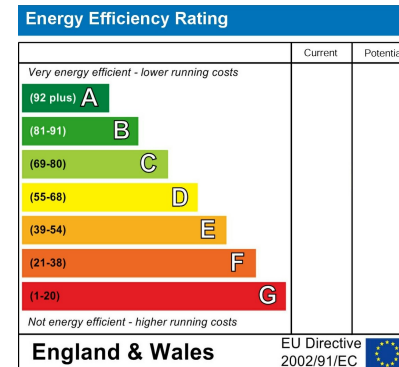 Energy Efficiency Rating
Current Potentia
Very energy efficient - lower running costs
(92 plus) A
(81-91) B
(69-80) C
(55-68) D
(39-54) E
(21-38) F
(1-20) G
Not energy efficient - higher running costs
England & Wales
EU Directive
2002/91/EC